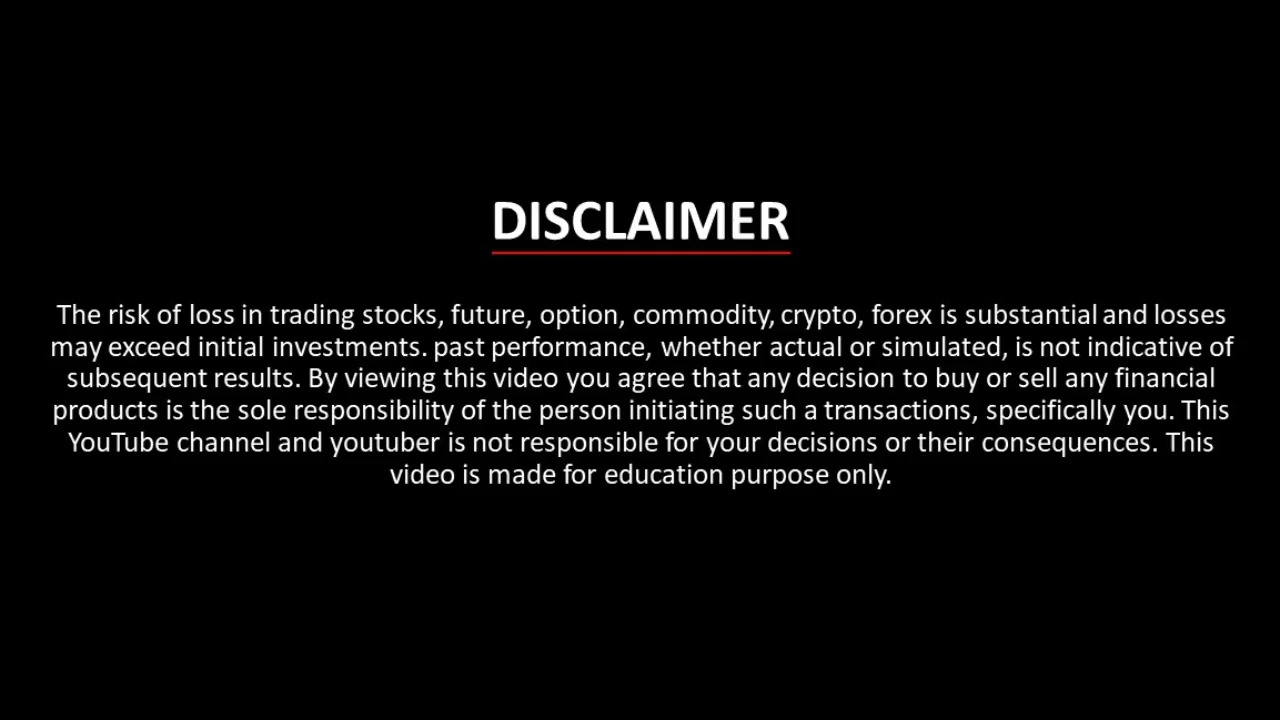 DISCLAIMER
The risk of loss in trading stocks, future, option, commodity, crypto, forex is substantial and losses
may exceed initial investments. past performance, whether actual or simulated, is not indicative of
subsequent results. By viewing this video you agree that any decision to buy or sell any financial
products is the sole responsibility of the person initiating such a transactions, specifically you. This
YouTube channel and youtuber is not responsible for your decisions or their consequences. This
video is made for education purpose only.